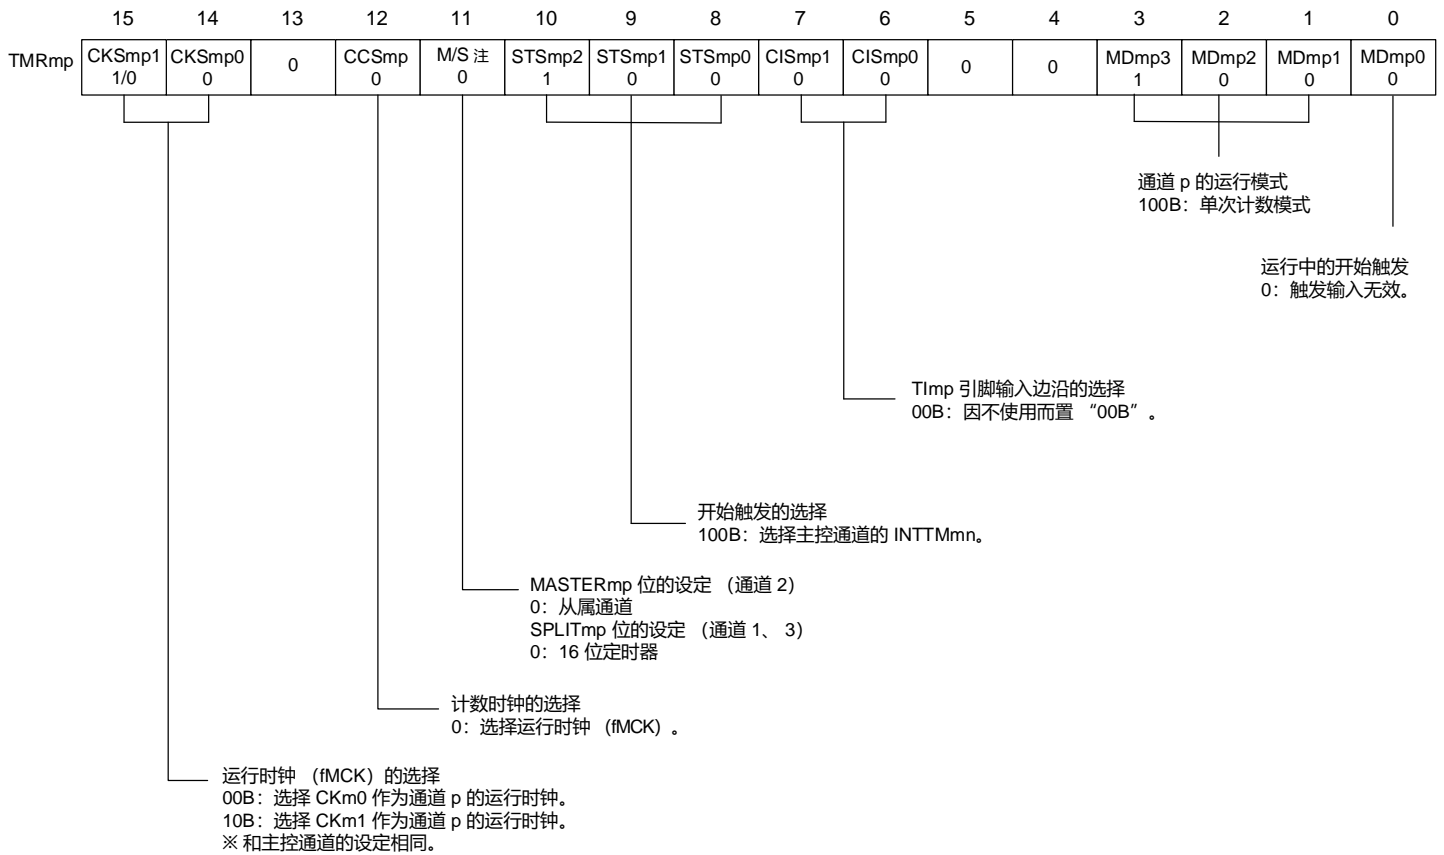 15 14 13 12 11 10 9 8 7 6 5 4 3 2 1 0
TMRmp CKSmp1 CKSmp0 0 CCSmp M/S 注 STSmp2 STSmp1 STSmp0 CISmp1 CISmp0 0 0 MDmp3 MDmp2 MDmp1 MDmp0
1/0 0 0 0 1 0 0 0 0 1 0 0 0
通道 p 的运行模式
100B：单次计数模式
运行中的开始触发
0：触发输入无效。
TImp 引脚输入边沿的选择
00B：因不使用而置 “00B”。
开始触发的选择
100B：选择主控通道的 INTTMmn。
MASTERmp 位的设定 （通道 2）
0：从属通道
SPLITmp 位的设定 （通道 1、 3）
0：16 位定时器
计数时钟的选择
0：选择运行时钟 （fMCK）。
运行时钟 （fMCK）的选择
00B：选择 CKm0 作为通道 p 的运行时钟。
10B：选择 CKm1 作为通道 p 的运行时钟。
※ 和主控通道的设定相同。